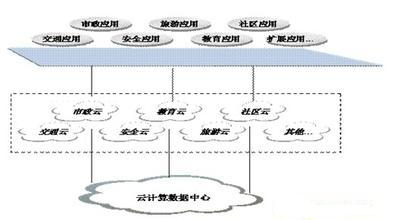 市政应用 旅游应用 社区应用
交通应用 安全应用 教育应用 扩展应用...
市政云 教育云 社区云
交通云 安全云 旅游云 其他...
云计算数据中心